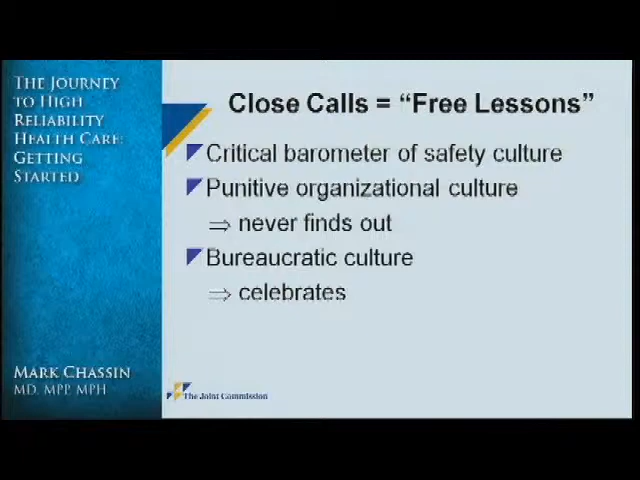 THE JOURNEY
TO HIGH
RELIABILITY
HEALTH CARE:
GETTING
STARTED
MARK CHASSIN
MD, MPP, MPH
Close Calls = “Free Lessons”
Critical barometer of safety culture
Punitive organizational culture
⇒ never finds out
Bureaucratic culture
⇒ celebrates
The Joint Commission